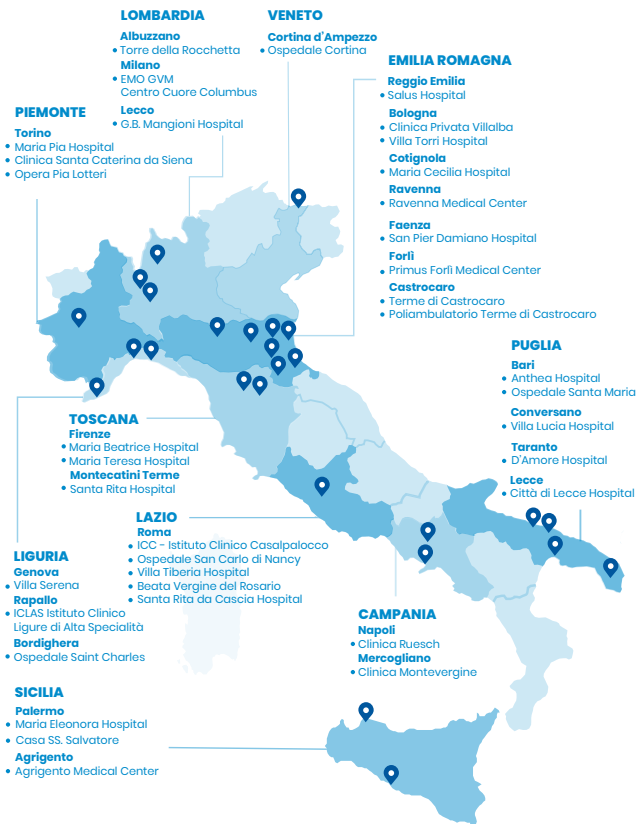 LOMBARDIA
Albuzzano
• Torre della Rocchetta
Milano
• EMO GVM
Centro Cuore Columbus
Lecco
• G.B. Mangioni Hospital
VENETO
Cortina d'Ampezzo
• Ospedale Cortina
EMILIA ROMAGNA
Reggio Emilia
• Salus Hospital
Bologna
• Clinica Privata Villalba
• Villa Torri Hospital
Cotignola
• Maria Cecilia Hospital
Ravenna
• Ravenna Medical Center
Faenza
• San Pier Damiano Hospital
Forlì
• Primus Forlì Medical Center
Castrocaro
• Terme di Castrocaro
• Poliambulatorio Terme di Castrocaro
PIEMONTE
Torino
• Maria Pia Hospital
• Clinica Santa Caterina da Siena
• Opera Pia Lotteri
PUGLIA
Bari
• Anthea Hospital
• Ospedale Santa Maria
Conversano
• Villa Lucia Hospital
Taranto
• D'Amore Hospital
Lecce
• Città di Lecce Hospital
TOSCANA
Firenze
• Maria Beatrice Hospital
• Maria Teresa Hospital
Montecatini Terme
• Santa Rita Hospital
LAZIO
Roma
• ICC - Istituto Clinico Casalpalocco
• Ospedale San Carlo di Nancy
• Villa Tiberia Hospital
• Beata Vergine del Rosario
• Santa Rita da Cascia Hospital
LIGURIA
Genova
• Villa Serena
Rapallo
• ICLAS Istituto Clinico
Ligure di Alta Specialità
Bordighera
• Ospedale Saint Charles
CAMPANIA
Napoli
• Clinica Ruesch
Mercogliano
• Clinica Montevergine
SICILIA
Palermo
• Maria Eleonora Hospital
• Casa SS. Salvatore
Agrigento
• Agrigento Medical Center